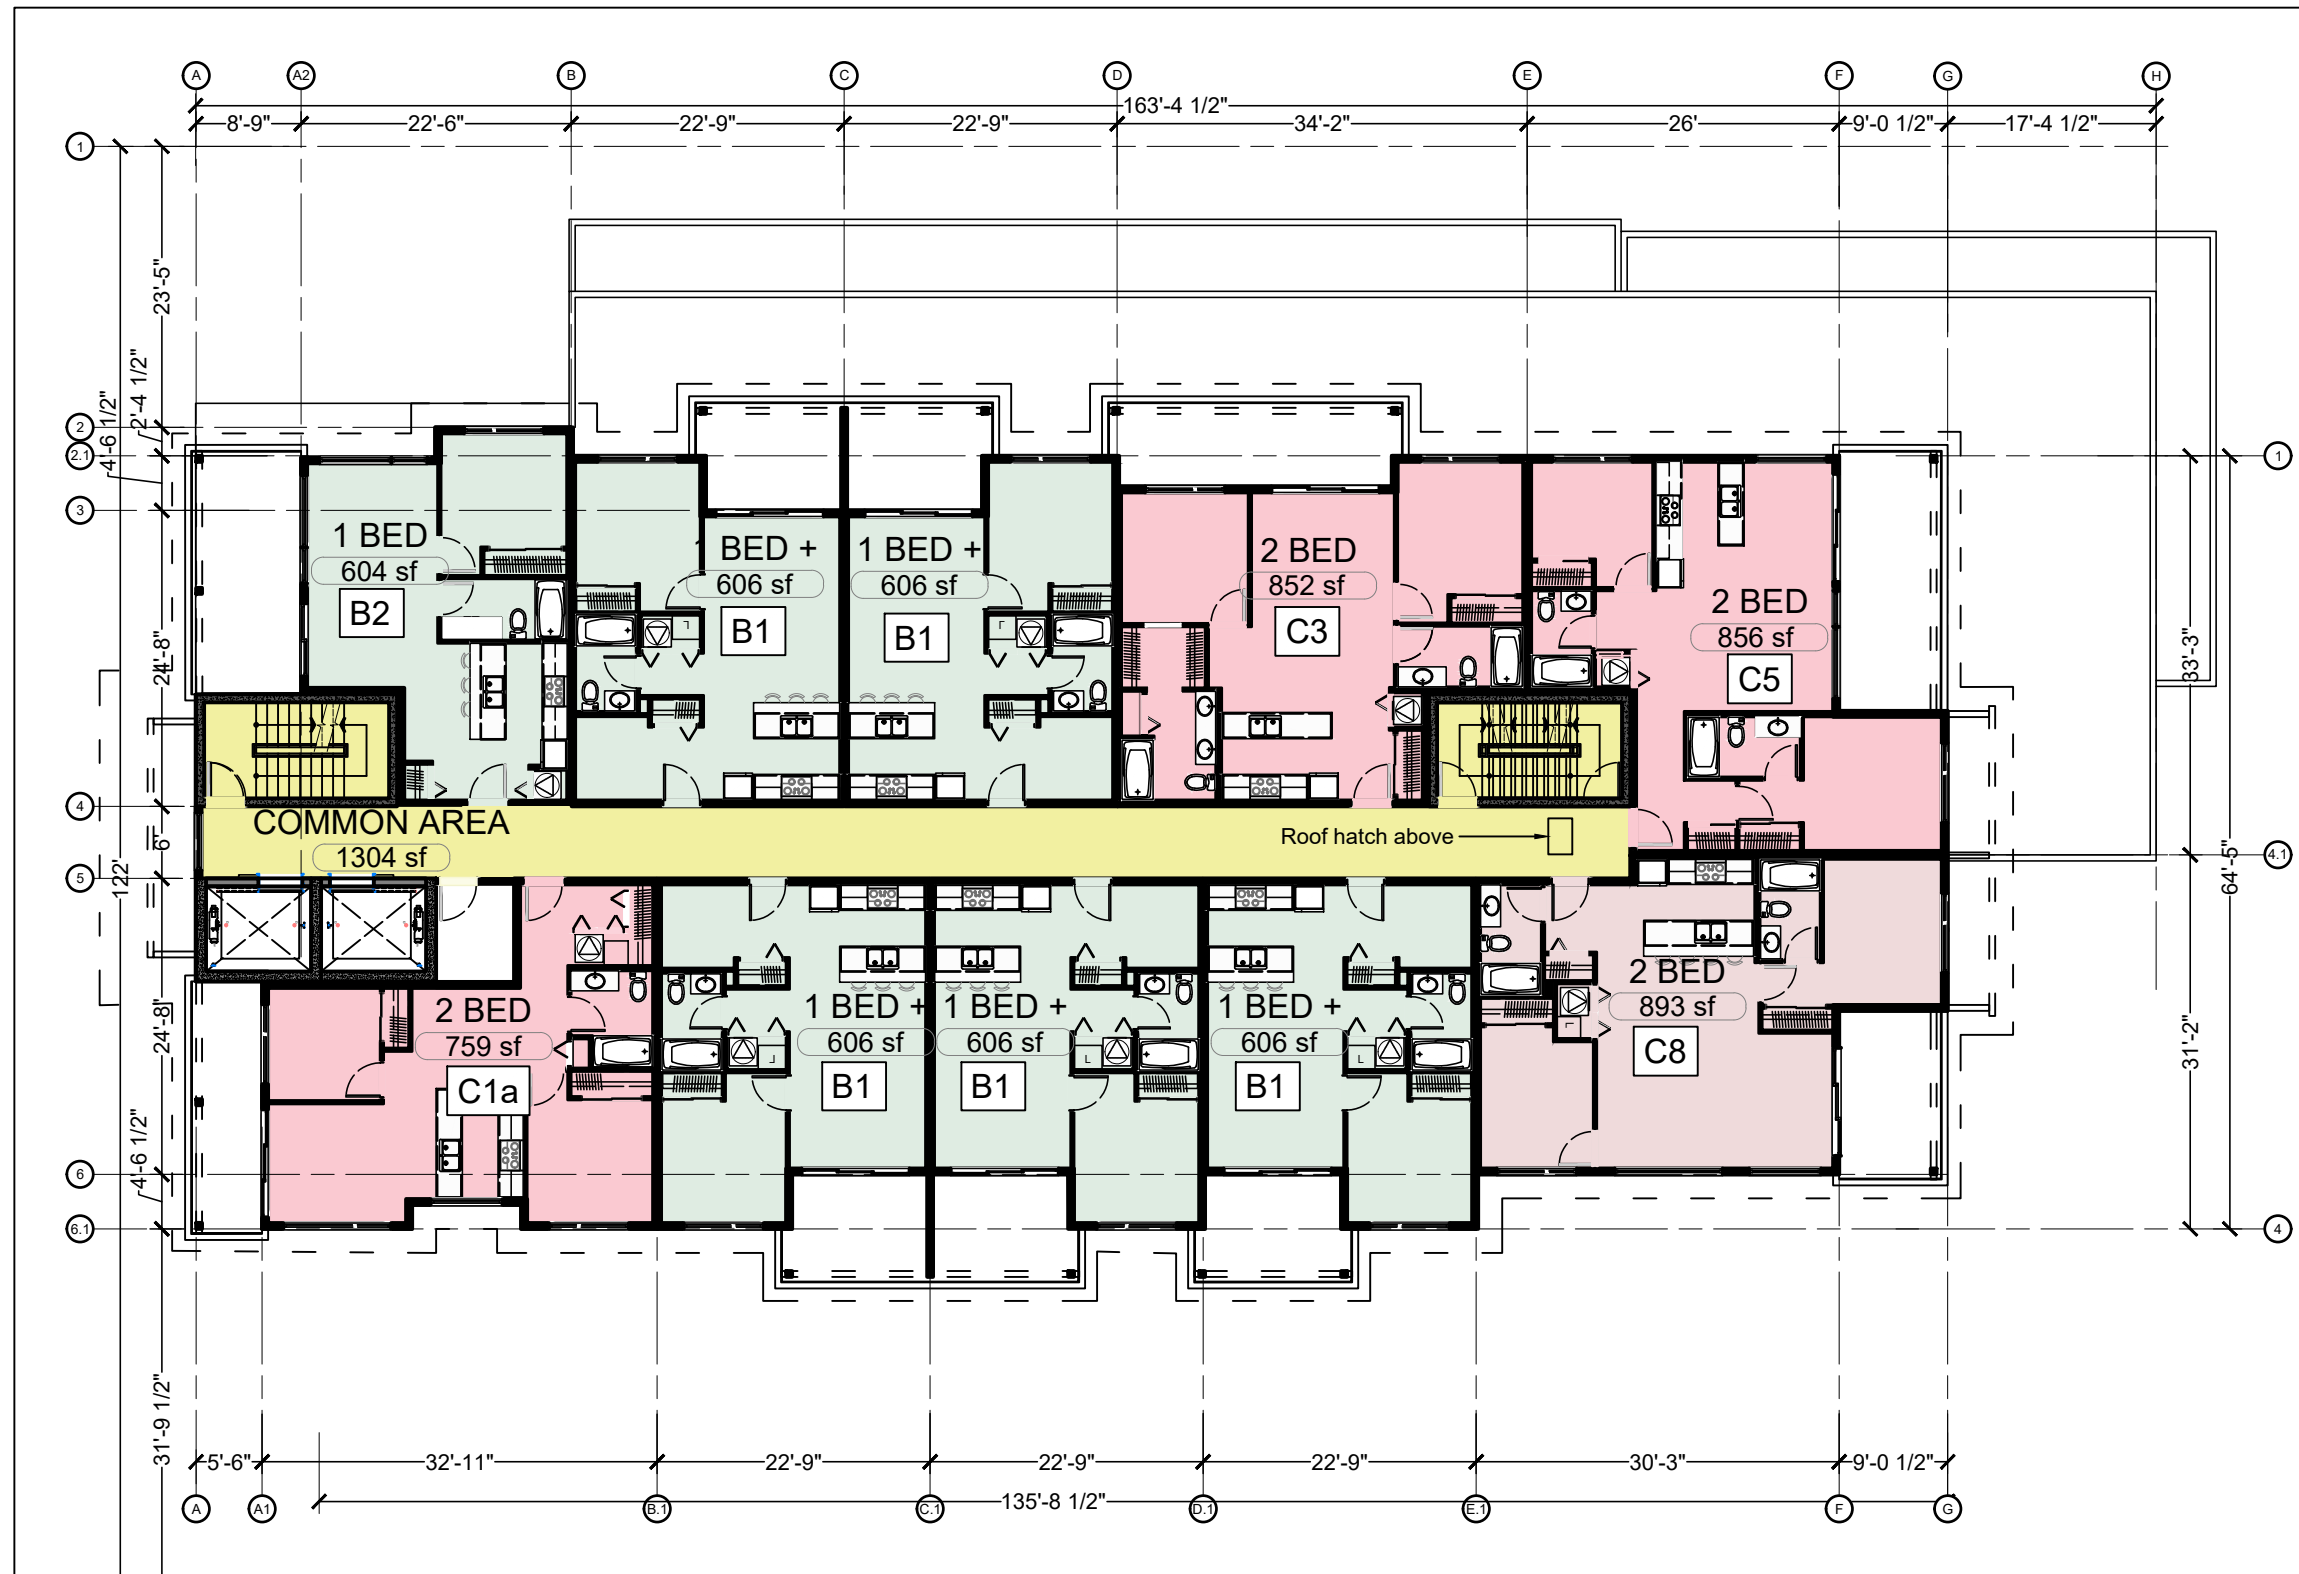 A A2 B C D E F G H
163'-4 1/2"
8'-9" 22'-6" 22'-9" 22'-9" 34'-2" 26' 9'-0 1/2" 17'-4 1/2"
1
23'-5"
2'-4 1/2"
4'-6 1/2"
2
2.1
1
3
1 BED
604 sf
B2
1 BED +
606 sf
B1
1 BED +
606 sf
B1
2 BED
852 sf
C3
2 BED
856 sf
C5
24'-8"
33'-3"
4
COMMON AREA
1304 sf
Roof hatch above
6'
122'
5
4.1
64'-5"
2 BED
759 sf
C1a
1 BED +
606 sf
B1
1 BED +
606 sf
B1
1 BED +
606 sf
B1
2 BED
893 sf
C8
24'-8"
31'-2"
4'-6 1/2"
6
6.1
4
31'-9 1/2"
5'-6" 32'-11" 22'-9" 22'-9" 22'-9" 30'-3" 9'-0 1/2"
135'-8 1/2"
A A1 B.1 C.1 D.1 E.1 F G